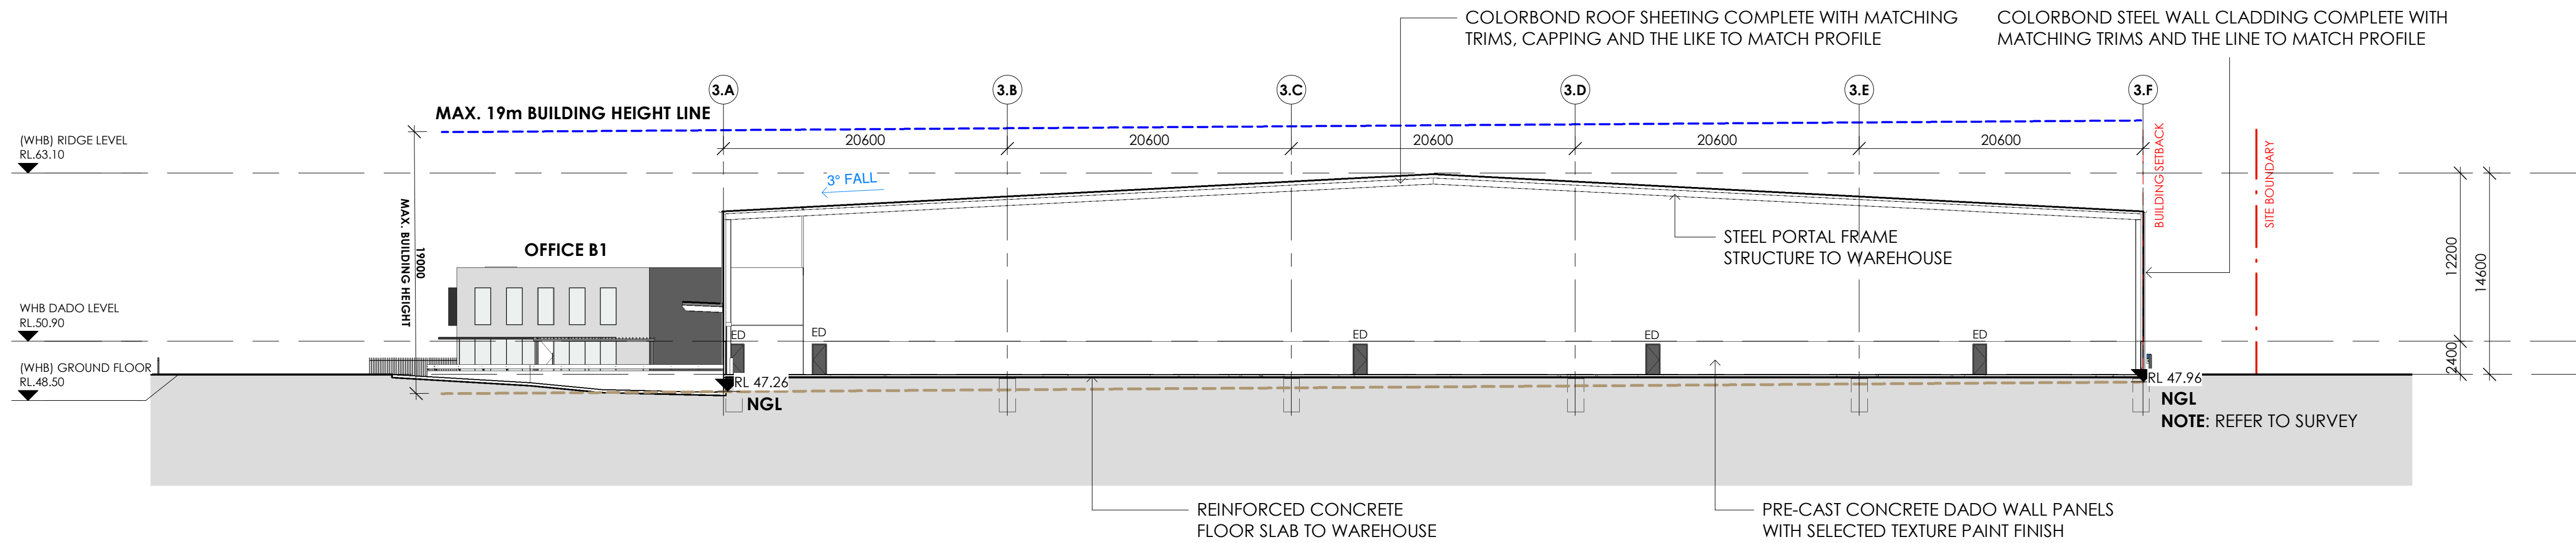 COLORBOND ROOF SHEETING COMPLETE WITH MATCHING
TRIMS, CAPPING AND THE LIKE TO MATCH PROFILE
COLORBOND STEEL WALL CLADDING COMPLETE WITH
MATCHING TRIMS AND THE LINE TO MATCH PROFILE
3.A
3.B
3.C
3.D
3.E
3.F
MAX. 19m BUILDING HEIGHT LINE
(WHB) RIDGE LEVEL
RL.63.10
20600
20600
20600
20600
20600
BUILDING SETBACK
SITE BOUNDARY
3° FALL
MAX. BUILDING HEIGHT
19000
OFFICE B1
STEEL PORTAL FRAME
STRUCTURE TO WAREHOUSE
12200
14600
2400
WHB DADO LEVEL
RL.50.90
ED
ED
ED
ED
ED
(WHB) GROUND FLOOR
RL.48.50
RL 47.26
NGL
RL 47.96
NGL
NOTE: REFER TO SURVEY
REINFORCED CONCRETE
FLOOR SLAB TO WAREHOUSE
PRE-CAST CONCRETE DADO WALL PANELS
WITH SELECTED TEXTURE PAINT FINISH